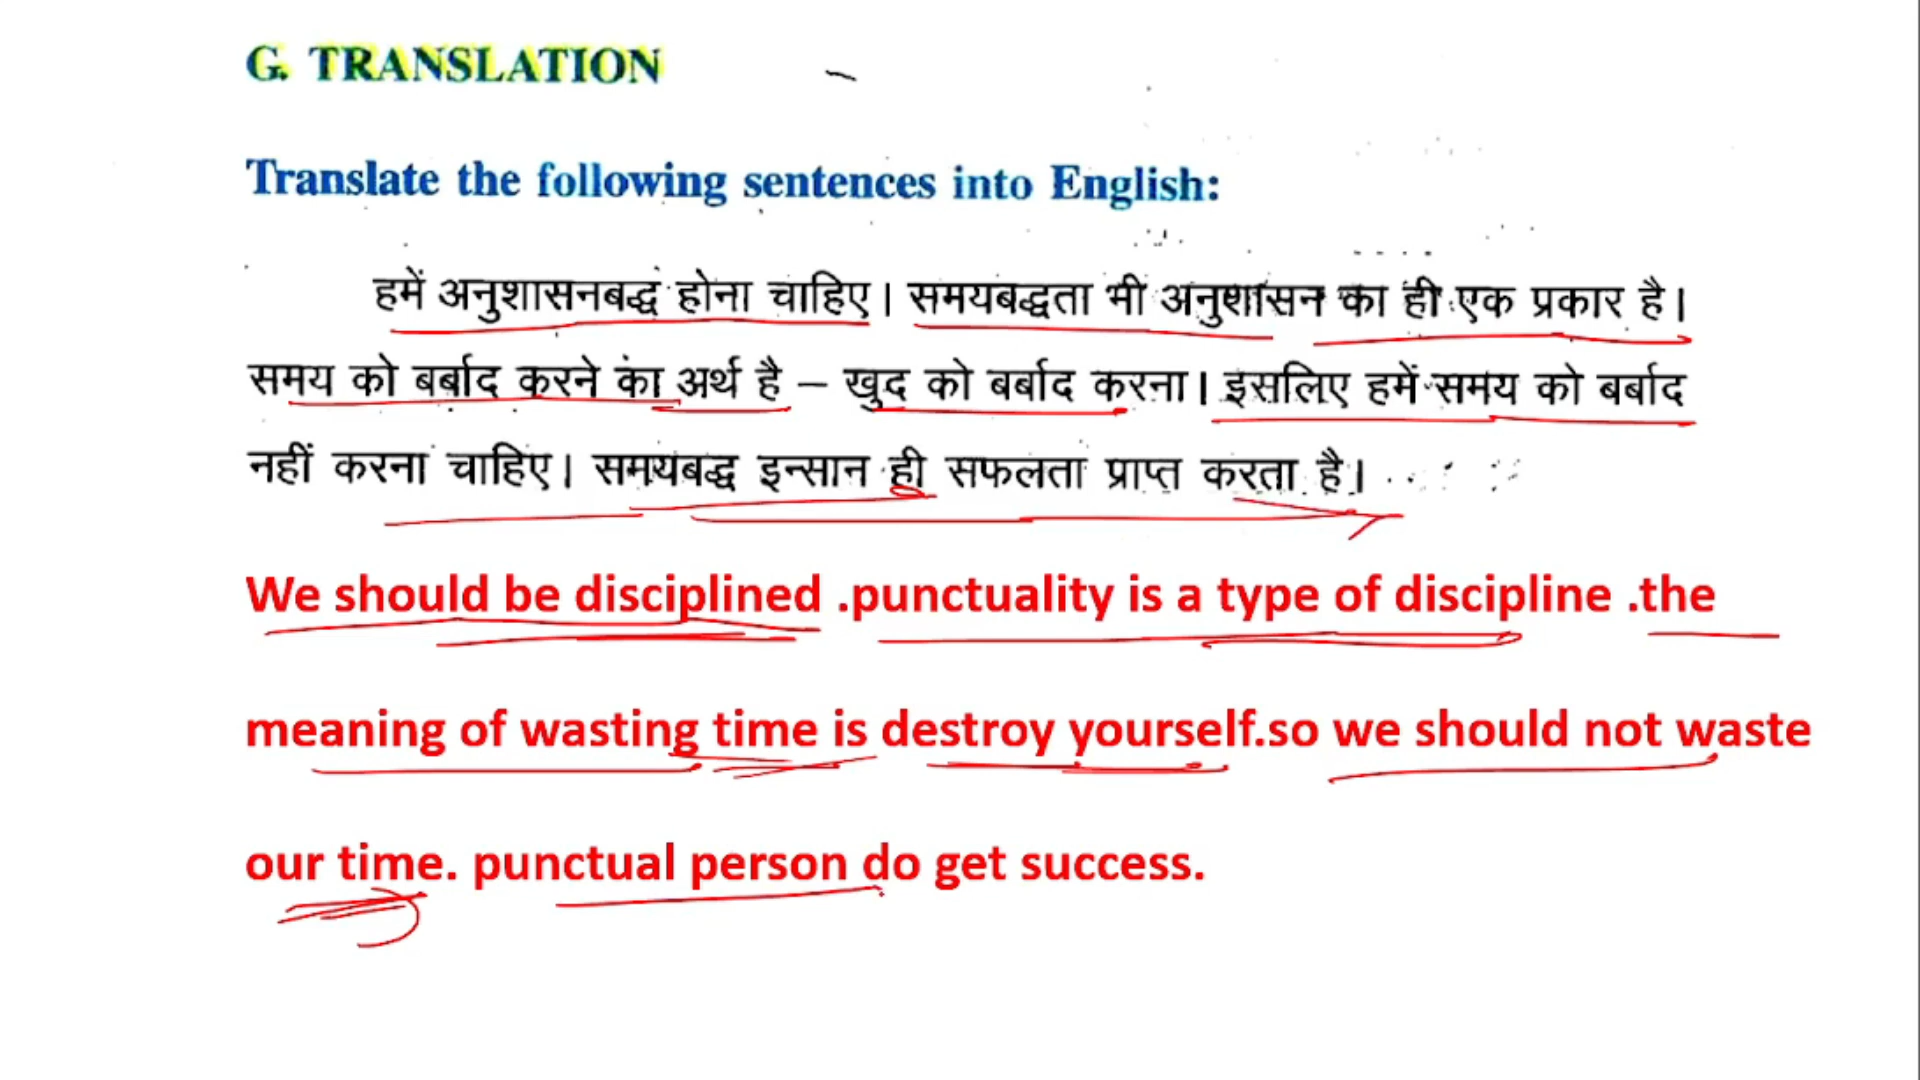 G. TRANSLATION
Translate the following sentences into English:
हमें अनुशासनबद्ध होना चाहिए। समयबद्धता भी अनुशासन का ही एक प्रकार है।
समय को बर्बाद करने का अर्थ है – खुद को बर्बाद करना। इसलिए हमें समय को बर्बाद
नहीं करना चाहिए। समयबद्ध इन्सान ही सफलता प्राप्त करता है।
We should be disciplined .punctuality is a type of discipline .the
meaning of wasting time is destroy yourself.so we should not waste
our time. punctual person do get success.